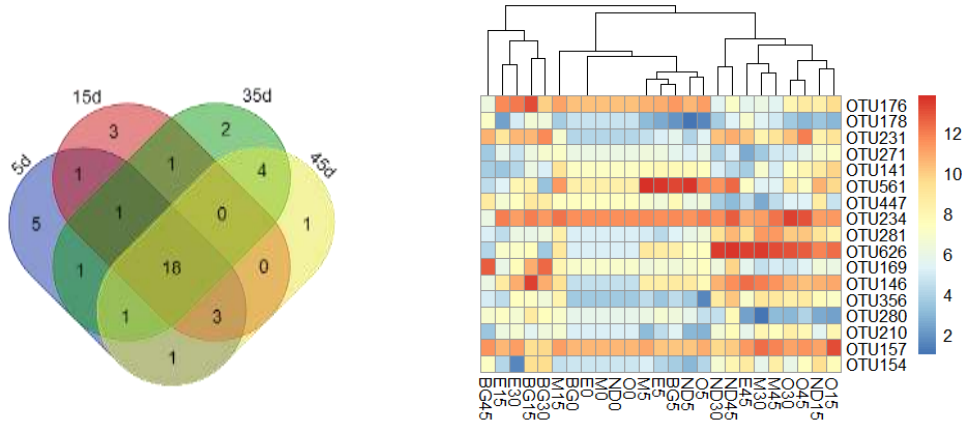 15d
35d
5d
45d
3
2
1
1
4
5
1
0
1
1
18
0
1
3
1
OTU176
OTU178
OTU231
OTU271
OTU141
OTU561
OTU447
OTU234
OTU281
OTU626
OTU169
OTU146
OTU356
OTU280
OTU210
OTU157
OTU154
12
10
8
6
4
2
BG45
E15
E30
BG15
BG30
M15
BG0
E0
M0
ND0
O0
M5
E5
BG5
ND5
O5
ND30
ND45
E45
M30
M45
O30
O45
ND15
O15